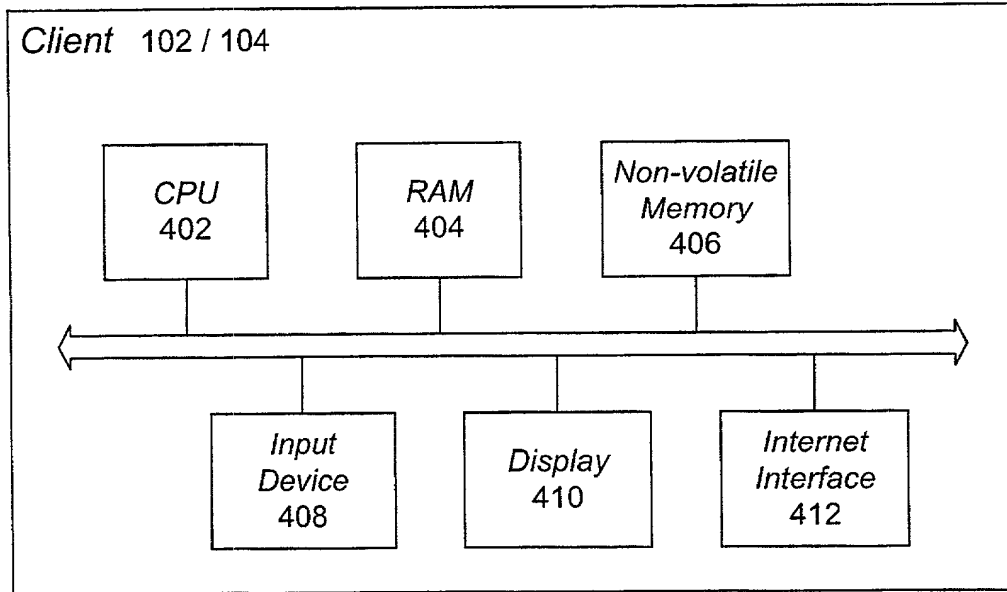 Client 102 / 104
CPU
402
RAM
404
Non-volatile
Memory
406
Input
Device
408
Display
410
Internet
Interface
412